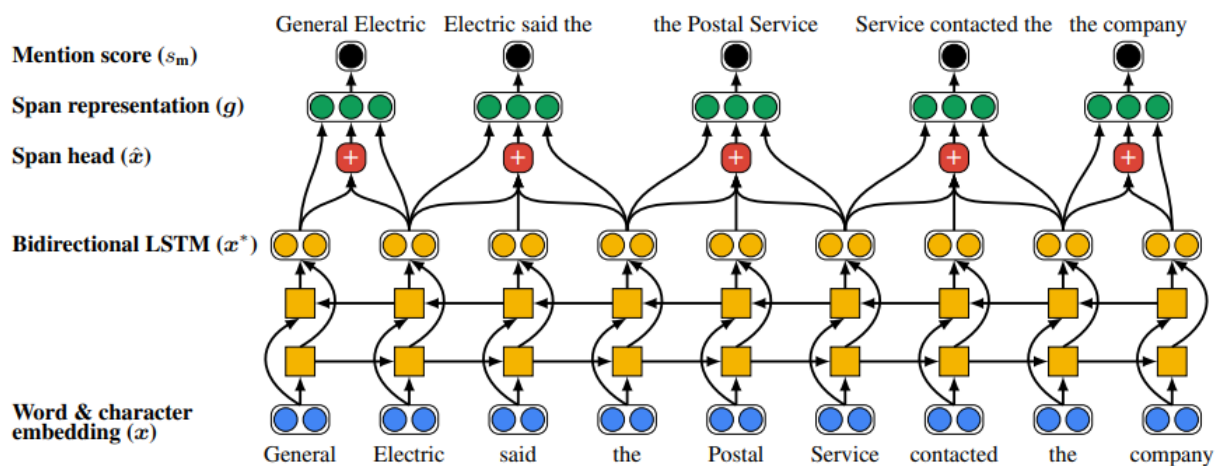 General Electric Electric said the the Postal Service Service contacted the the company
Mention score (sm)
Span representation (g)
Span head (x̂)
+ + + + +
Bidirectional LSTM (x*)
Word & character
embedding (x)
General Electric said the Postal Service contacted the company